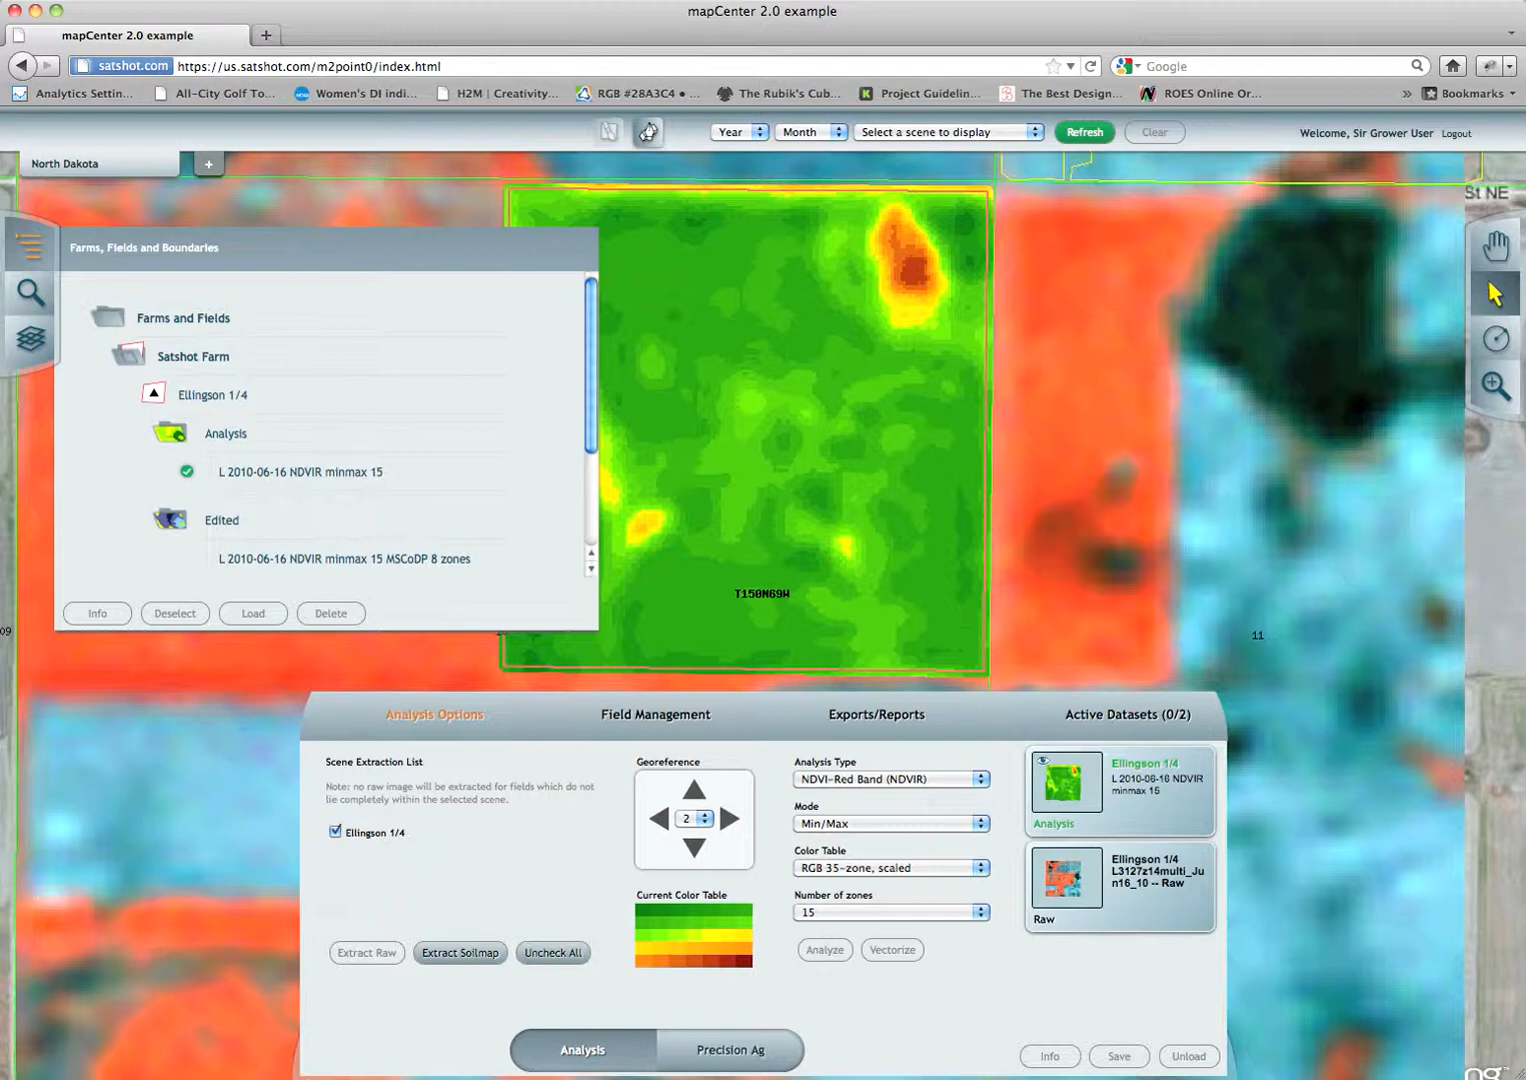 mapCenter 2.0 example
mapCenter 2.0 example
satshot.com https://us.satshot.com/m2point0/index.html
Google
Analytics Settin...
All-City Golf To...
Women's DI indi...
H2M | Creativity...
RGB #28A3C4 • ...
The Rubik's Cub...
Project Guidelin...
The Best Design...
ROES Online Or...
Bookmarks
Year
Month
Select a scene to display
Refresh
Clear
Welcome, Sir Grower User
Logout
North Dakota
+
St NE
Farms, Fields and Boundaries
Farms and Fields
Satshot Farm
Ellingson 1/4
Analysis
L 2010-06-16 NDVIR minmax 15
Edited
L 2010-06-16 NDVIR minmax 15 MSCoDP 8 zones
Info
Deselect
Load
Delete
T150N69W
09
11
Analysis Options
Field Management
Exports/Reports
Active Datasets (0/2)
Scene Extraction List
Note: no raw image will be extracted for fields which do not
lie completely within the selected scene.
Ellingson 1/4
Extract Raw
Extract Soilmap
Uncheck All
Georeference
2
Current Color Table
Analysis Type
NDVI-Red Band (NDVIR)
Mode
Min/Max
Color Table
RGB 35-zone, scaled
Number of zones
15
Analyze
Vectorize
Ellingson 1/4
L 2010-06-16 NDVIR
minmax 15
Analysis
Ellingson 1/4
L3127z14multi_Ju
n16_10 -- Raw
Raw
Analysis
Precision Ag
Info
Save
Unload